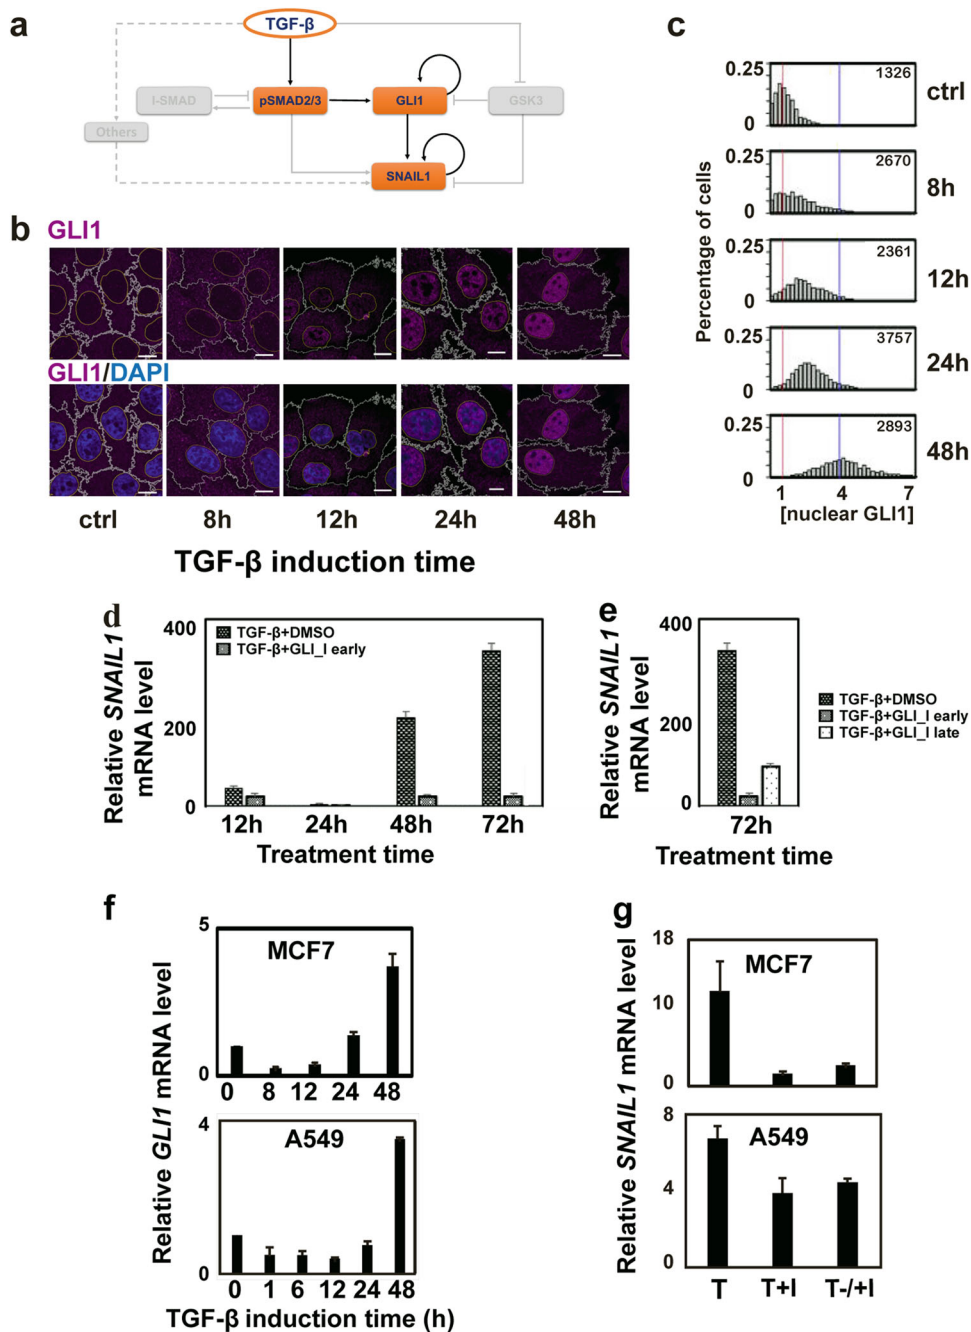 a
TGF-β
I-SMAD
pSMAD2/3
GLI1
GSK3
Others
SNAIL1
b
GLI1
GLI1/DAPI
ctrl
8h
12h
24h
48h
TGF-β induction time
c
Percentage of cells
0.25
0
1326
ctrl
0.25
0
2670
8h
0.25
0
2361
12h
0.25
0
3757
24h
0.25
0
2893
48h
1
4
7
[nuclear GLI1]
d
Relative SNAIL1
mRNA level
400
200
0
TGF-β+DMSO
TGF-β+GLI_I early
12h
24h
48h
72h
Treatment time
e
Relative SNAIL1
mRNA level
400
200
0
TGF-β+DMSO
TGF-β+GLI_I early
TGF-β+GLI_I late
72h
Treatment time
f
Relative GLI1 mRNA level
5
0
MCF7
0
8
12
24
48
4
0
A549
0
1
6
12
24
48
TGF-β induction time (h)
g
Relative SNAIL1 mRNA level
18
10
0
MCF7
8
4
0
A549
T
T+I
T-/+I